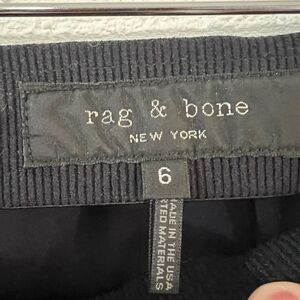 rag & bone
NEW YORK
6
MADE IN THE USA
RTED MATERIALS